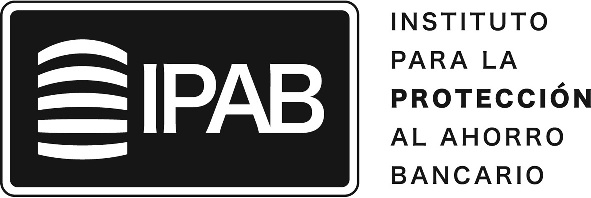 IPAB
INSTITUTO
PARA LA
PROTECCIÓN
AL AHORRO
BANCARIO